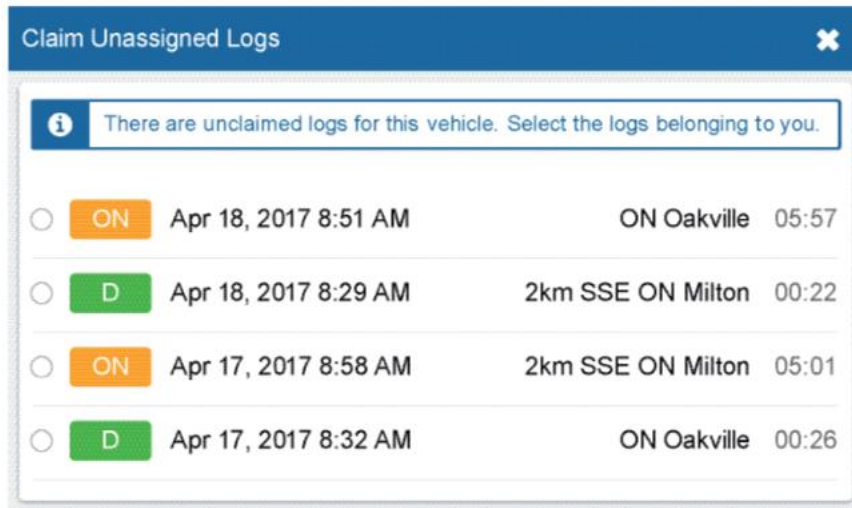 Claim Unassigned Logs
There are unclaimed logs for this vehicle. Select the logs belonging to you.
ON Apr 18, 2017 8:51 AM ON Oakville 05:57
D Apr 18, 2017 8:29 AM 2km SSE ON Milton 00:22
ON Apr 17, 2017 8:58 AM 2km SSE ON Milton 05:01
D Apr 17, 2017 8:32 AM ON Oakville 00:26